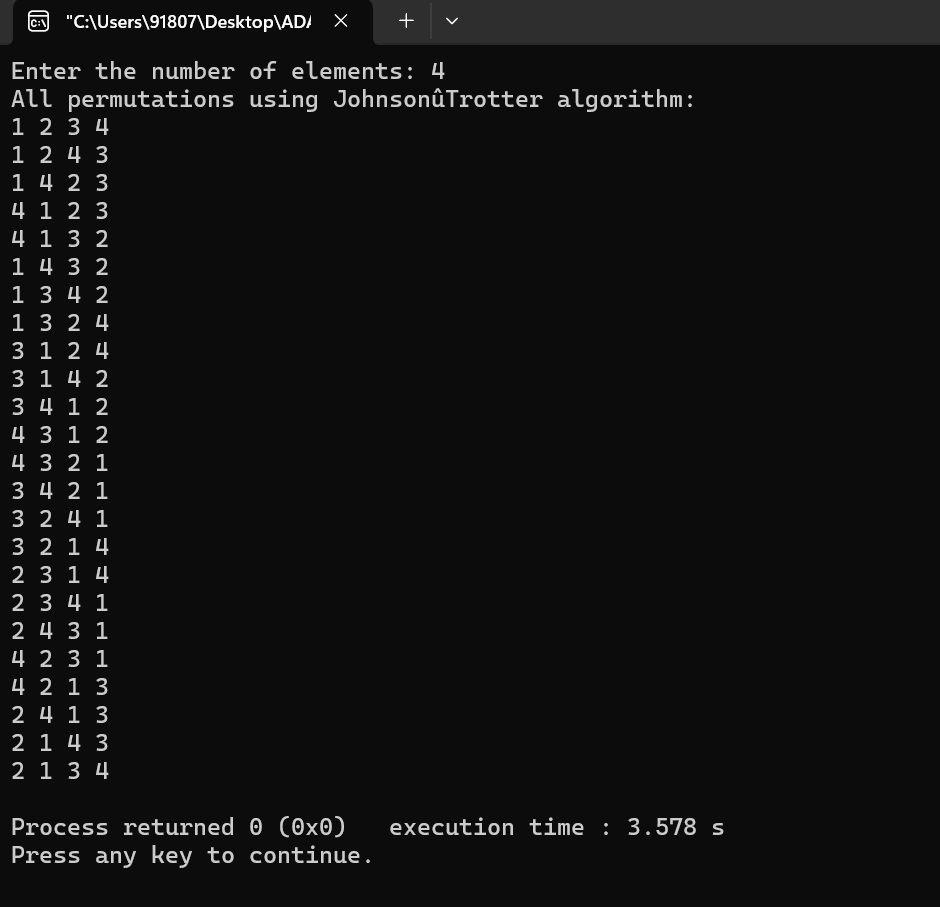 "C:\Users\91807\Desktop\ADA
Enter the number of elements: 4
All permutations using JohnsonûTrotter algorithm:
1 2 3 4
1 2 4 3
1 4 2 3
4 1 2 3
4 1 3 2
1 4 3 2
1 3 4 2
1 3 2 4
3 1 2 4
3 1 4 2
3 4 1 2
4 3 1 2
4 3 2 1
3 4 2 1
3 2 4 1
3 2 1 4
2 3 1 4
2 3 4 1
2 4 3 1
4 2 3 1
4 2 1 3
2 4 1 3
2 1 4 3
2 1 3 4
Process returned 0 (0x0)   execution time : 3.578 s
Press any key to continue.